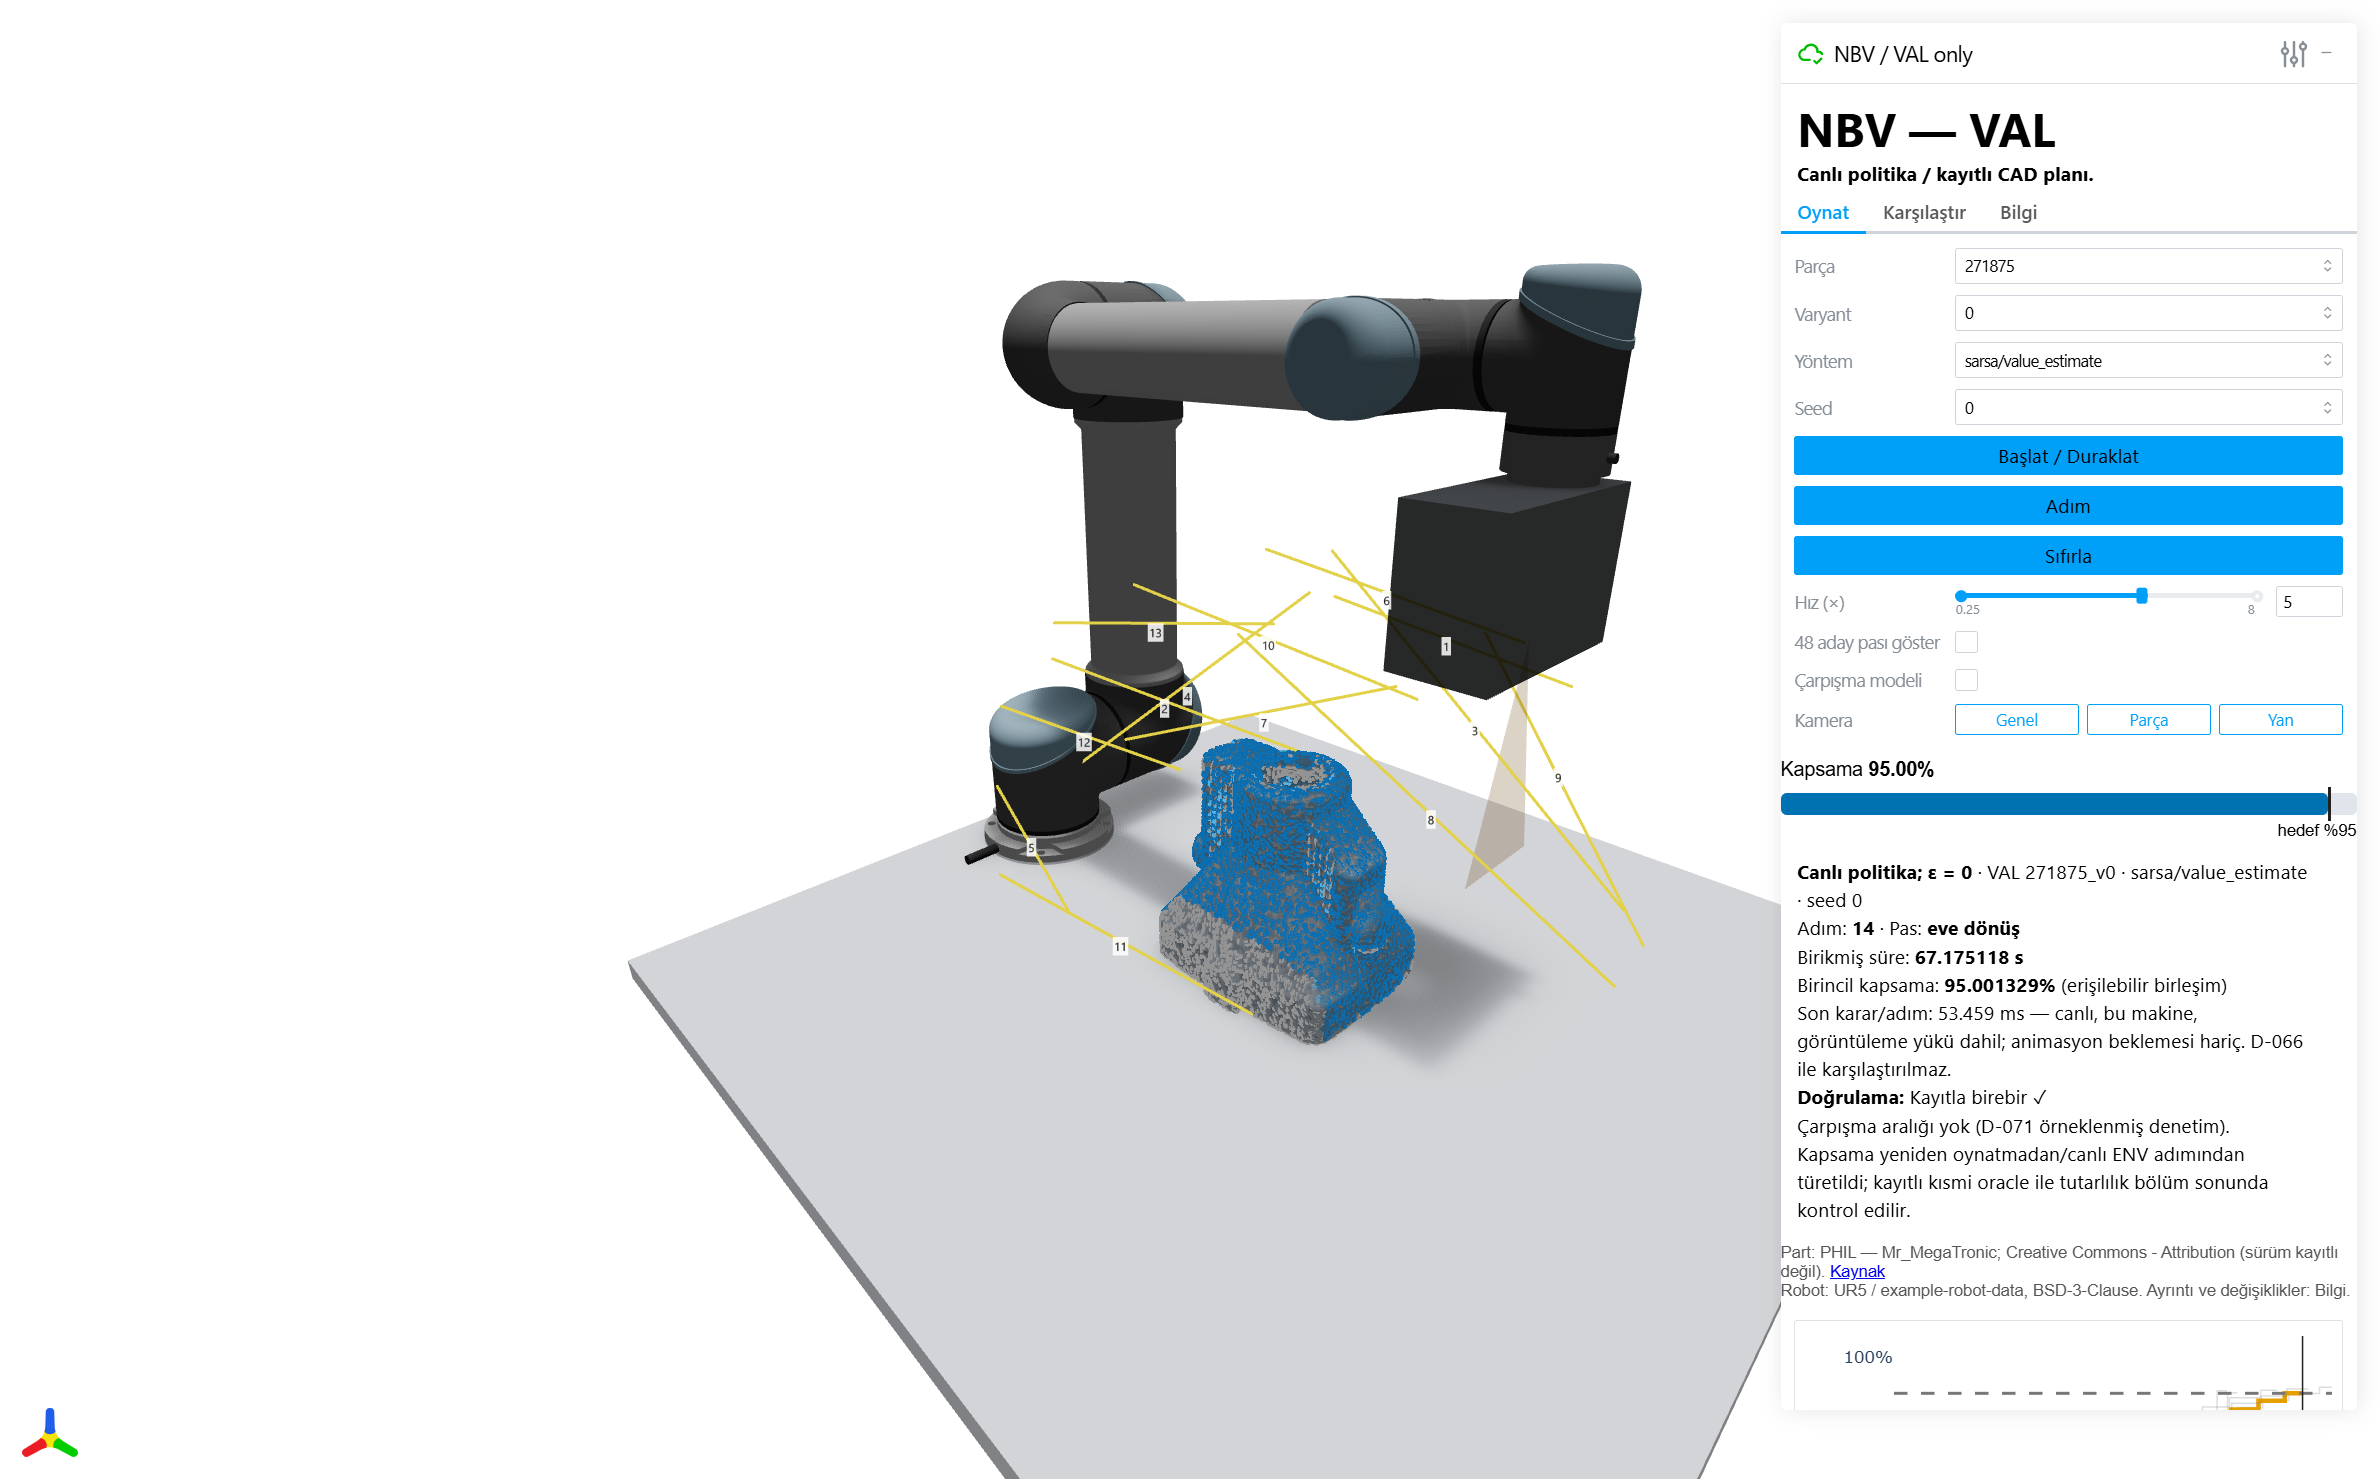 NBV / VAL only
NBV — VAL
Canlı politika / kayıtlı CAD planı.
Oynat Karşılaştır Bilgi
Parça 271875
Varyant 0
Yöntem sarsa/value_estimate
Seed 0
Başlat / Duraklat
Adım
Sıfırla
Hız (×) 0.25 8 5
48 aday pası göster
Çarpışma modeli
Kamera Genel Parça Yan
Kapsama 95.00%
hedef %95
Canlı politika; ε = 0 · VAL 271875_v0 · sarsa/value_estimate
· seed 0
Adım: 14 · Pas: eve dönüş
Birikmiş süre: 67.175118 s
Birincil kapsama: 95.001329% (erişilebilir birleşim)
Son karar/adım: 53.459 ms — canlı, bu makine,
görüntüleme yükü dahil; animasyon beklemesi hariç. D-066
ile karşılaştırılmaz.
Doğrulama: Kayıtla birebir ✓
Çarpışma aralığı yok (D-071 örneklenmiş denetim).
Kapsama yeniden oynatmadan/canlı ENV adımından
türetildi; kayıtlı kısmi oracle ile tutarlılık bölüm sonunda
kontrol edilir.
Part: PHIL — Mr_MegaTronic; Creative Commons - Attribution (sürüm kayıtlı
değil). Kaynak
Robot: UR5 / example-robot-data, BSD-3-Clause. Ayrıntı ve değişiklikler: Bilgi.
100%
6
13
10
1
4
2
7
3
12
9
8
5
11